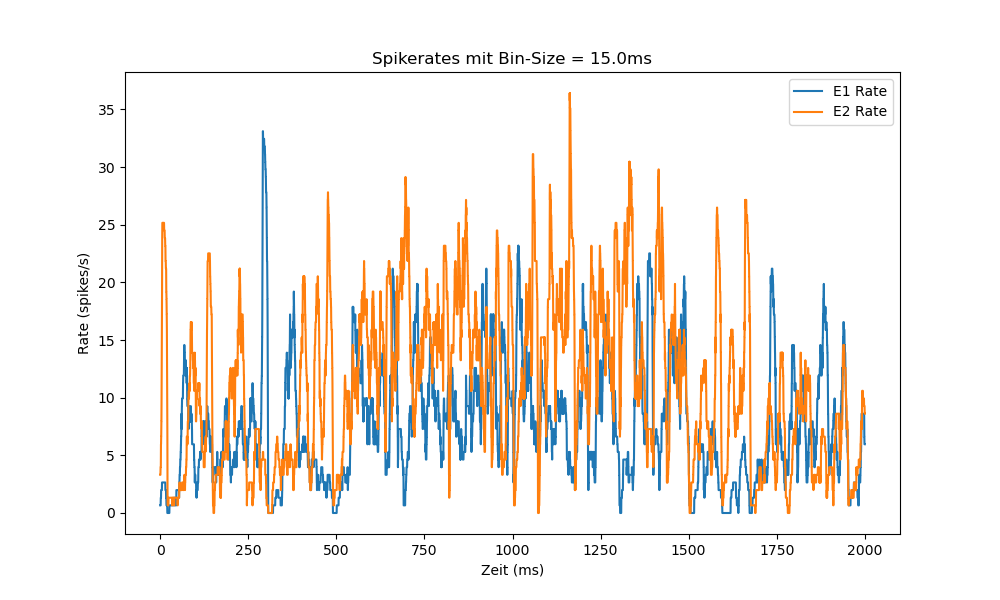 Spikerates mit Bin-Size = 15.0ms
E1 Rate
E2 Rate
Rate (spikes/s)
35
30
25
20
15
10
5
0
0 250 500 750 1000 1250 1500 1750 2000
Zeit (ms)